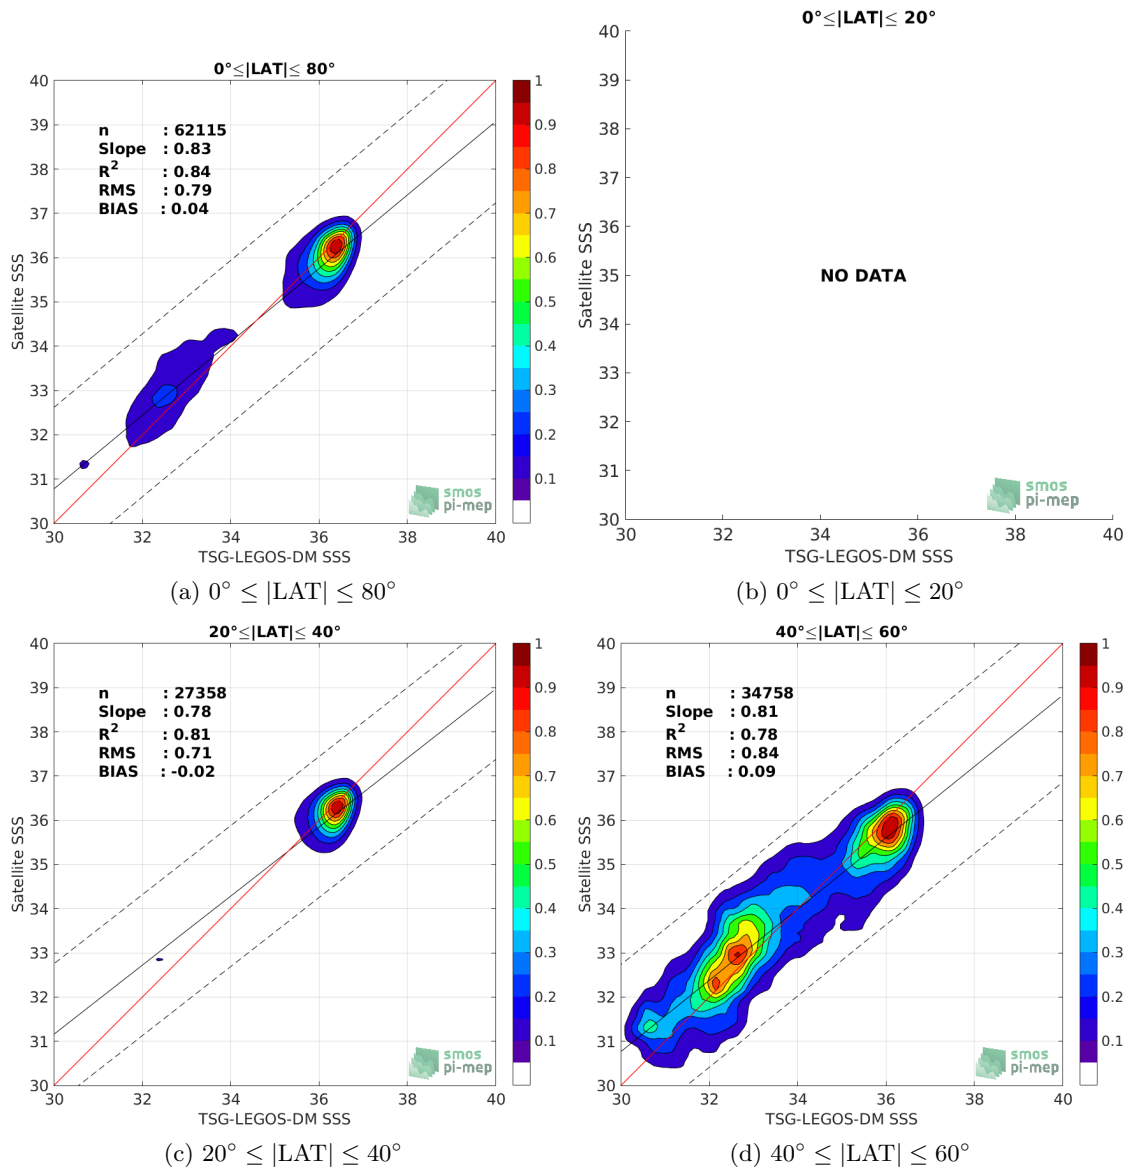 0°≤|LAT|≤ 80°
40
39
38
37
36
35
34
33
32
31
30
Satellite SSS
n : 62115
Slope : 0.83
R2 : 0.84
RMS : 0.79
BIAS : 0.04
1
0.9
0.8
0.7
0.6
0.5
0.4
0.3
0.2
0.1
smos
pi-mep
30 32 34 36 38 40
TSG-LEGOS-DM SSS
(a) 0° ≤ |LAT| ≤ 80°
0°≤|LAT|≤ 20°
40
39
38
37
36
35
34
33
32
31
30
Satellite SSS
NO DATA
smos
pi-mep
30 32 34 36 38 40
TSG-LEGOS-DM SSS
(b) 0° ≤ |LAT| ≤ 20°
20°≤|LAT|≤ 40°
40
39
38
37
36
35
34
33
32
31
30
Satellite SSS
n : 27358
Slope : 0.78
R2 : 0.81
RMS : 0.71
BIAS : -0.02
1
0.9
0.8
0.7
0.6
0.5
0.4
0.3
0.2
0.1
smos
pi-mep
30 32 34 36 38 40
TSG-LEGOS-DM SSS
(c) 20° ≤ |LAT| ≤ 40°
40°≤|LAT|≤ 60°
40
39
38
37
36
35
34
33
32
31
30
Satellite SSS
n : 34758
Slope : 0.81
R2 : 0.78
RMS : 0.84
BIAS : 0.09
1
0.9
0.8
0.7
0.6
0.5
0.4
0.3
0.2
0.1
smos
pi-mep
30 32 34 36 38 40
TSG-LEGOS-DM SSS
(d) 40° ≤ |LAT| ≤ 60°